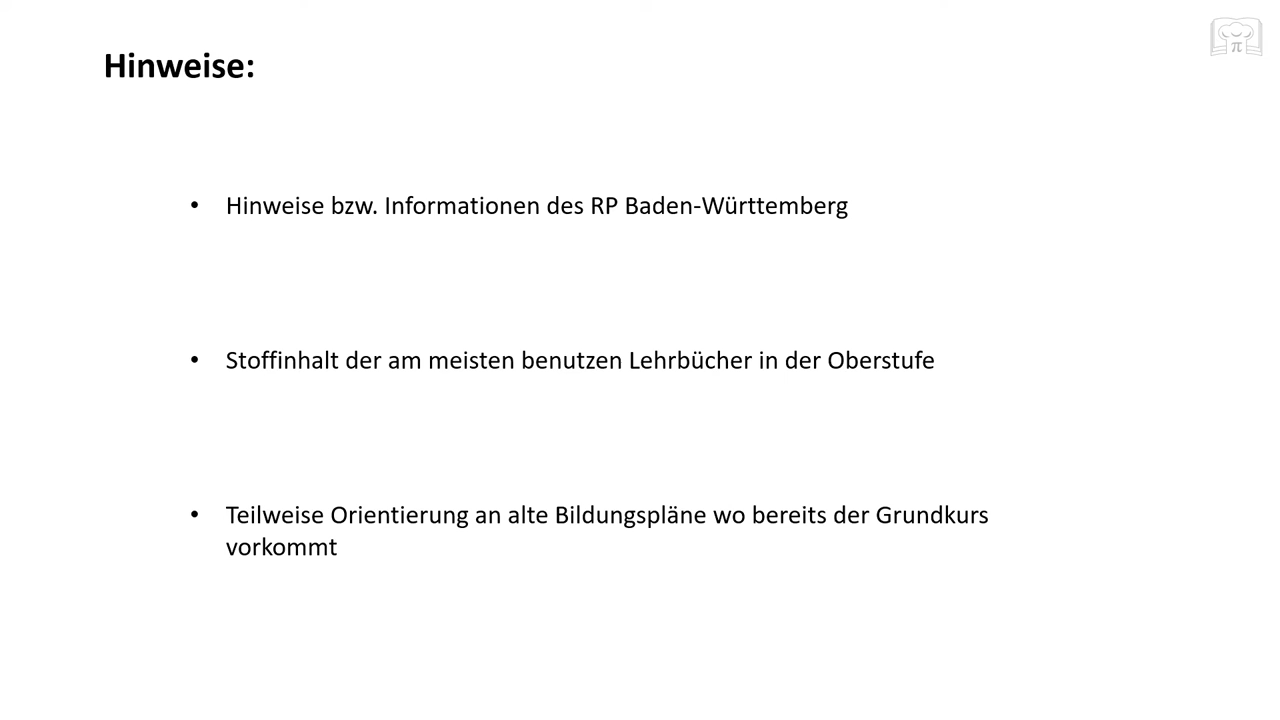 Hinweise:
• Hinweise bzw. Informationen des RP Baden-Württemberg
• Stoffinhalt der am meisten benutzen Lehrbücher in der Oberstufe
• Teilweise Orientierung an alte Bildungspläne wo bereits der Grundkurs
vorkommt
π